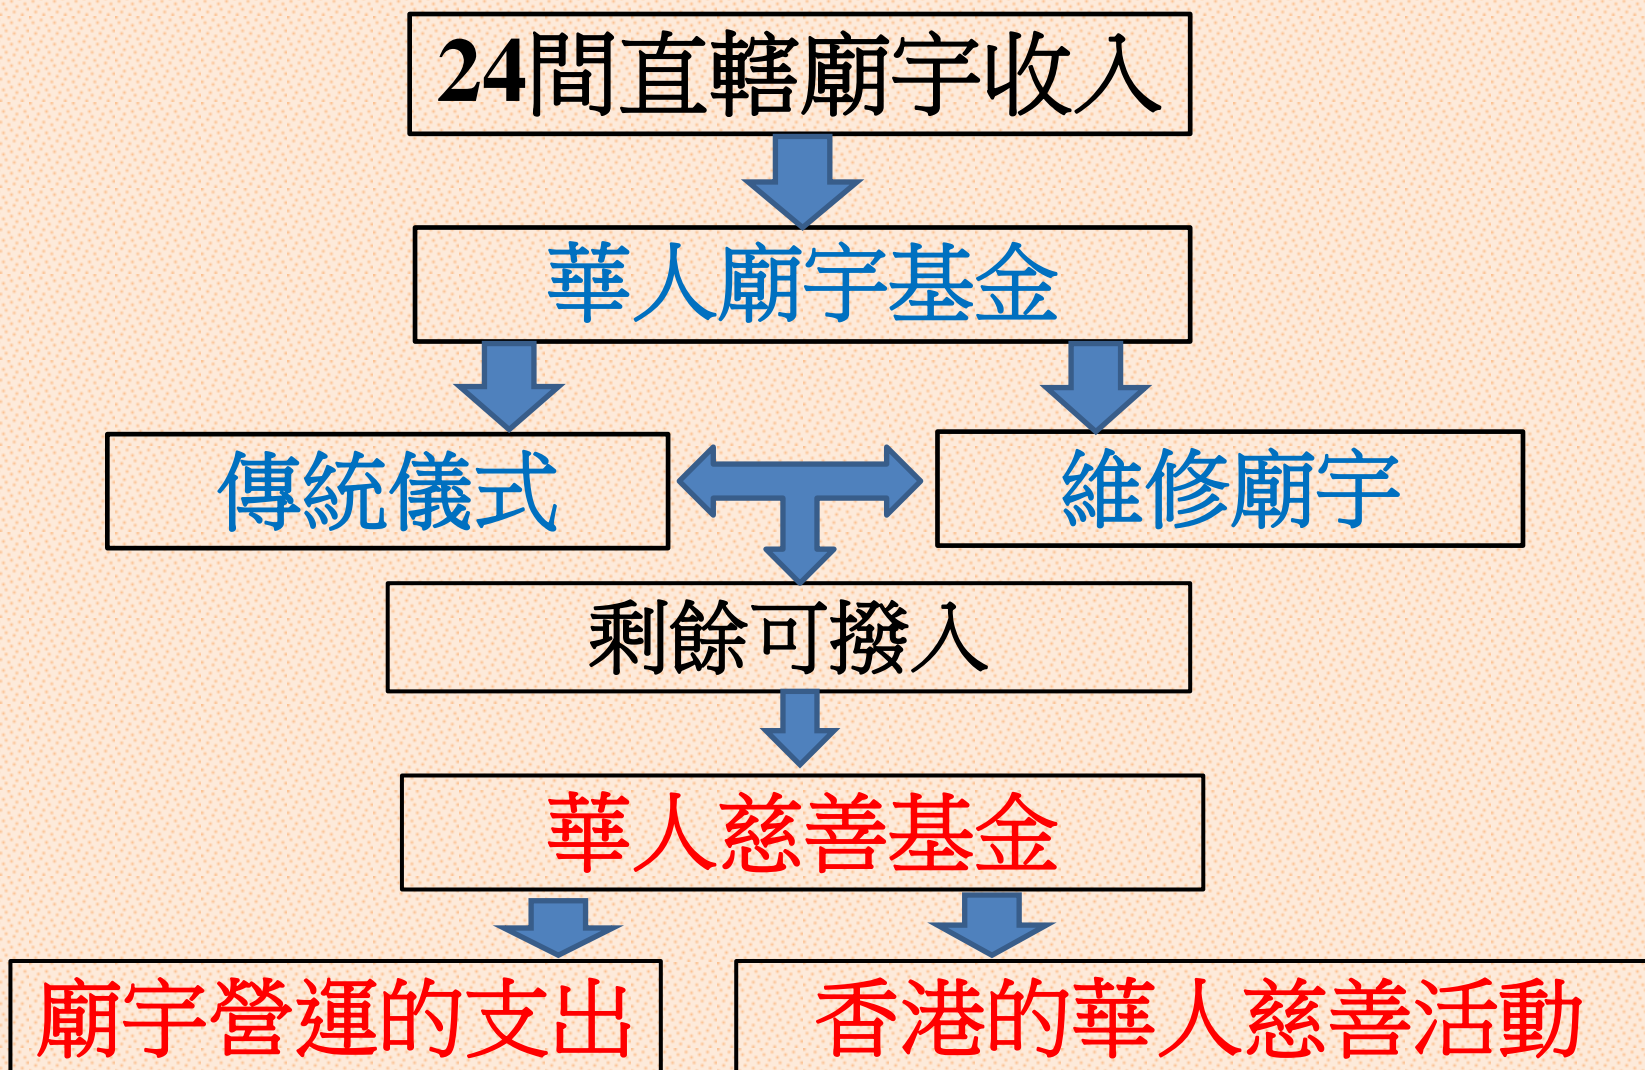 24間直轄廟宇收入
華人廟宇基金
傳統儀式
維修廟宇
剩餘可撥入
華人慈善基金
廟宇營運的支出
香港的華人慈善活動